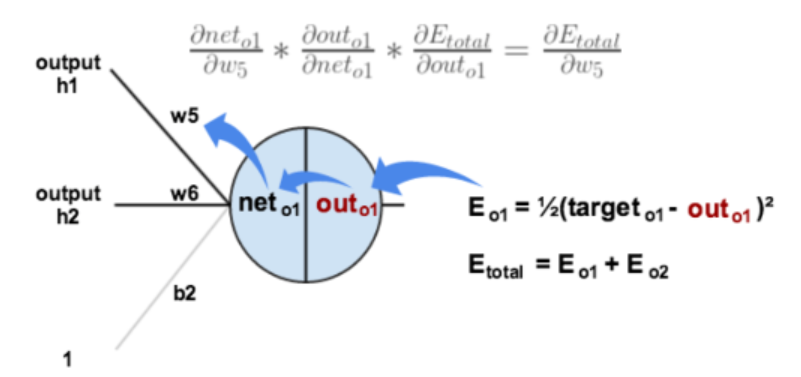 ∂net_o1/∂w5 * ∂out_o1/∂net_o1 * ∂E_total/∂out_o1 = ∂E_total/∂w5
output
h1
w5
output
h2
w6
net o1
out o1
E o1 = ½(target o1 - out o1 )²
E total = E o1 + E o2
b2
1